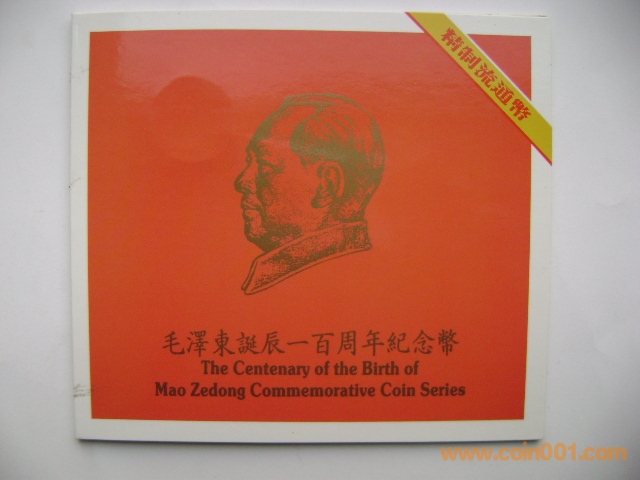 精制流通幣
毛澤東誕辰一百周年紀念幣
The Centenary of the Birth of
Mao Zedong Commemorative Coin Series
www.coin001.com